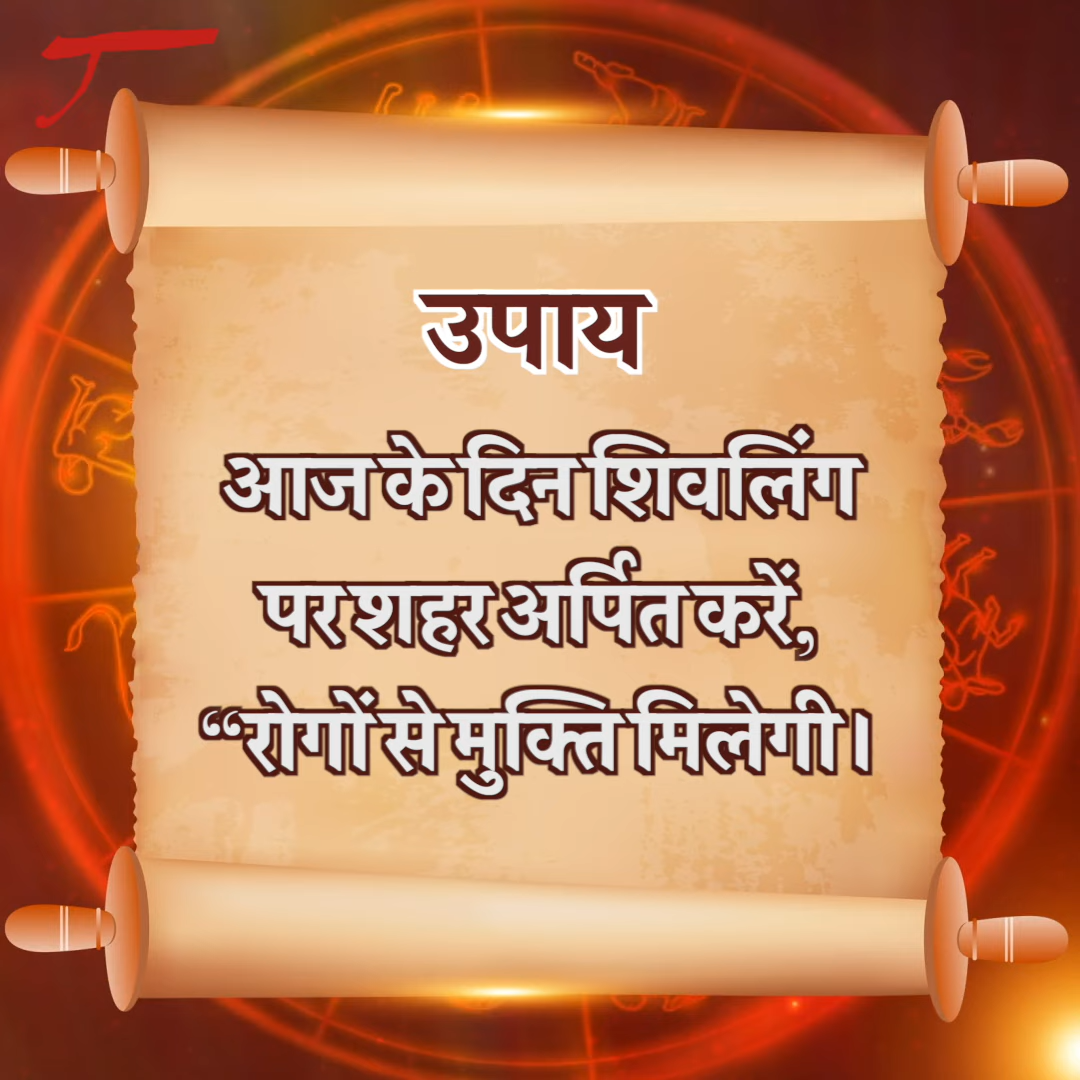 उपाय
आज के दिन शिवलिंग
पर शहर अर्पित करें,
“रोगों से मुक्ति मिलेगी।